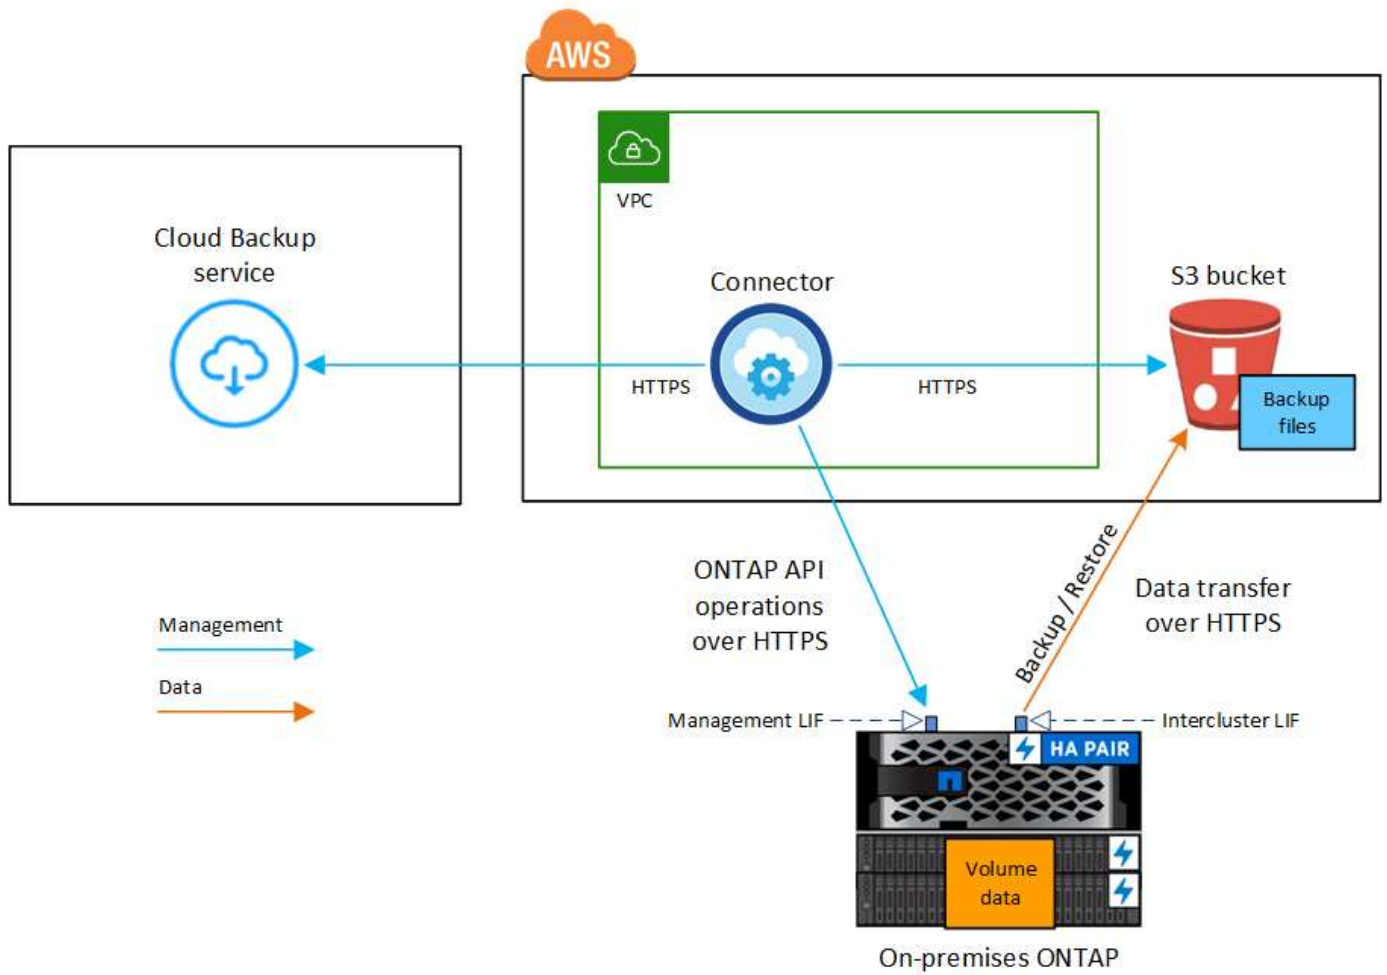 AWS
VPC
Cloud Backup
service
Connector
S3 bucket
HTTPS
HTTPS
Backup
files
ONTAP API
operations
over HTTPS
Backup / Restore
Data transfer
over HTTPS
Management
Data
Management LIF
Intercluster LIF
HA PAIR
Volume
data
On-premises ONTAP